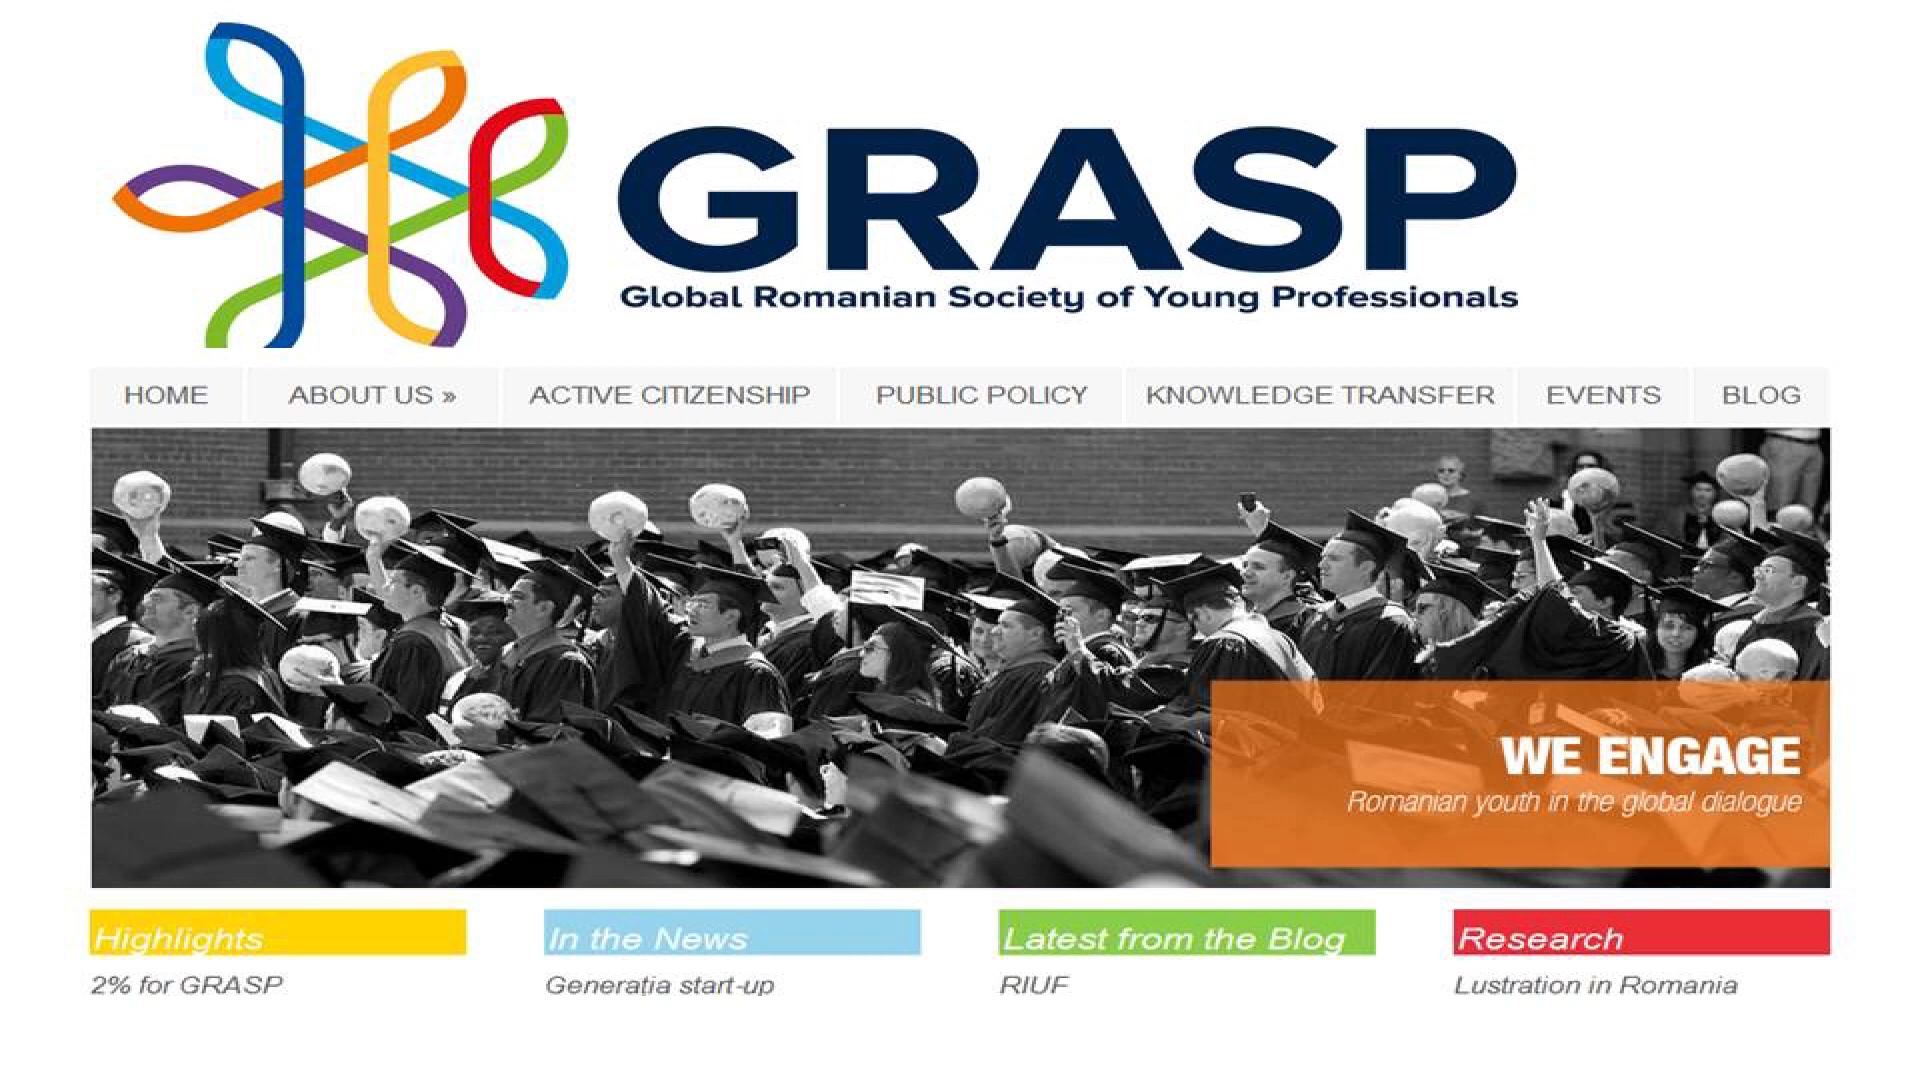 GRASP
Global Romanian Society of Young Professionals
HOME ABOUT US » ACTIVE CITIZENSHIP PUBLIC POLICY KNOWLEDGE TRANSFER EVENTS BLOG
WE ENGAGE
Romanian youth in the global dialogue
Highlights In the News Latest from the Blog Research
2% for GRASP Generația start-up RIUF Lustration in Romania